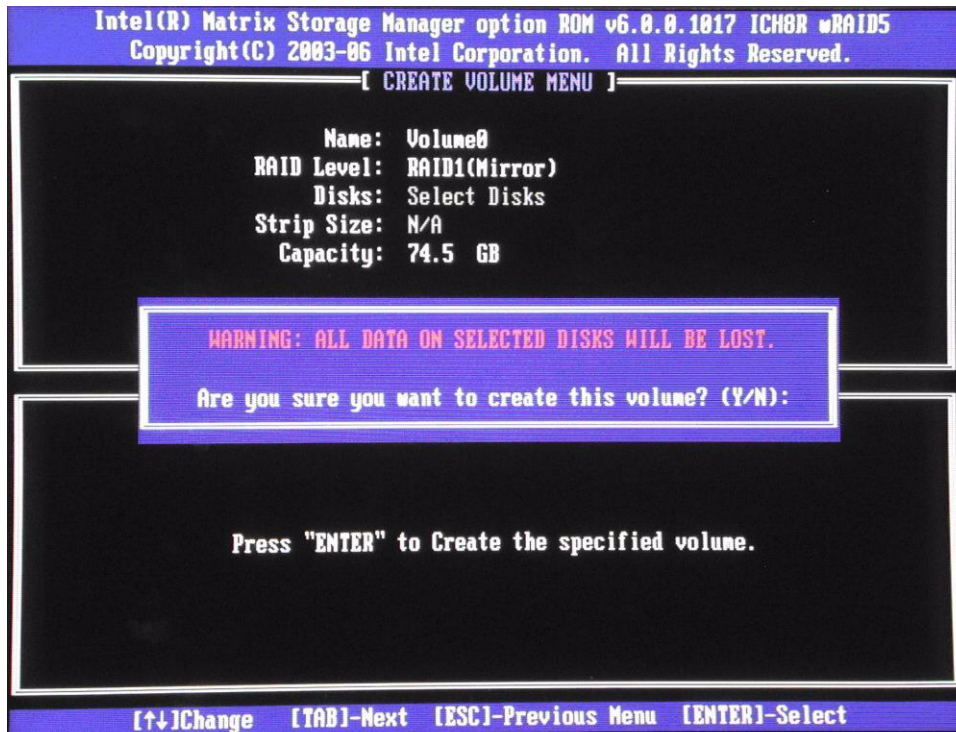 Intel(R) Matrix Storage Manager option ROM v6.0.0.1017 ICH8R wRAID5
Copyright(C) 2003-06 Intel Corporation. All Rights Reserved.
[ CREATE VOLUME MENU ]
Name: Volume0
RAID Level: RAID1(Mirror)
Disks: Select Disks
Strip Size: N/A
Capacity: 74.5 GB
WARNING: ALL DATA ON SELECTED DISKS WILL BE LOST.
Are you sure you want to create this volume? (Y/N):
Press "ENTER" to Create the specified volume.
[↑↓]Change [TAB]-Next [ESC]-Previous Menu [ENTER]-Select